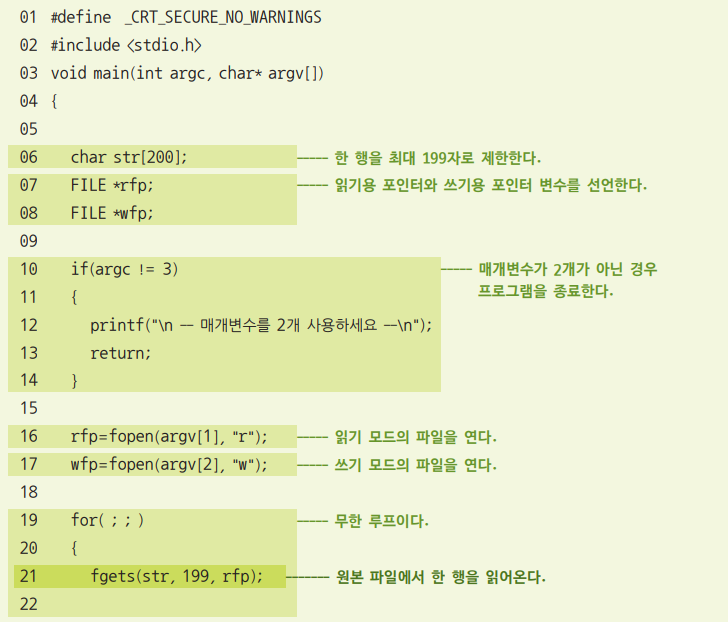 01 #define _CRT_SECURE_NO_WARNINGS
02 #include <stdio.h>
03 void main(int argc, char* argv[])
04 {
05
06 char str[200]; ----- 한 행을 최대 199자로 제한한다.
07 FILE *rfp; ----- 읽기용 포인터와 쓰기용 포인터 변수를 선언한다.
08 FILE *wfp;
09
10 if(argc != 3) ----- 매개변수가 2개가 아닌 경우
프로그램을 종료한다.
11 {
12 printf("\n -- 매개변수를 2개 사용하세요 --\n");
13 return;
14 }
15
16 rfp=fopen(argv[1], "r"); ----- 읽기 모드의 파일을 연다.
17 wfp=fopen(argv[2], "w"); ----- 쓰기 모드의 파일을 연다.
18
19 for( ; ; ) ----- 무한 루프이다.
20 {
21 fgets(str, 199, rfp); ------- 원본 파일에서 한 행을 읽어온다.
22